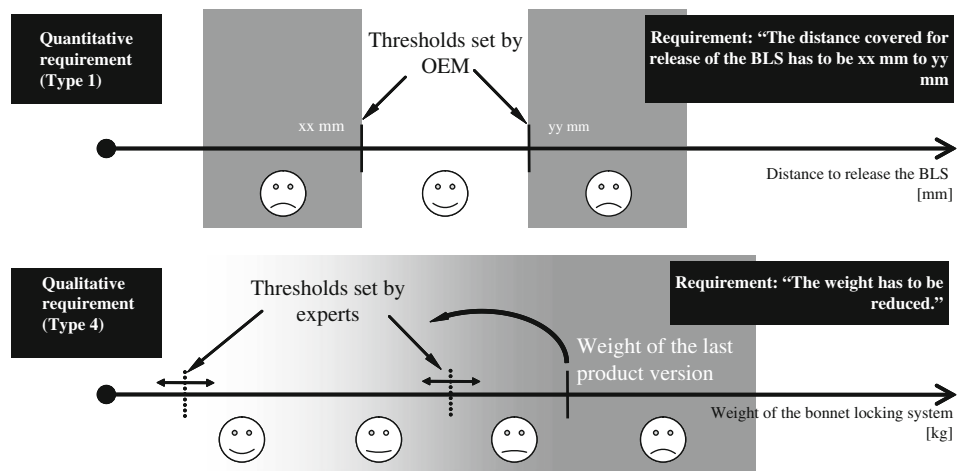 Quantitative
requirement
(Type 1)
Thresholds set by
OEM
Requirement: “The distance covered for
release of the BLS has to be xx mm to yy
mm
xx mm
yy mm
Distance to release the BLS
[mm]
Qualitative
requirement
(Type 4)
Thresholds set by
experts
Requirement: “The weight has to be
reduced.”
Weight of the last
product version
Weight of the bonnet locking system
[kg]